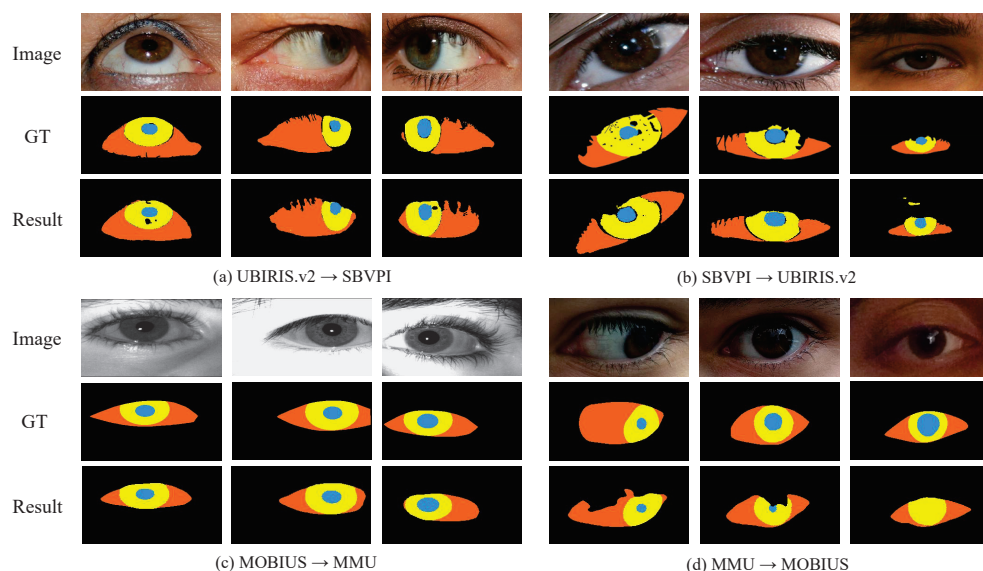 Image
GT
Result
(a) UBIRIS.v2 → SBVPI
(b) SBVPI → UBIRIS.v2
Image
GT
Result
(c) MOBIUS → MMU
(d) MMU → MOBIUS